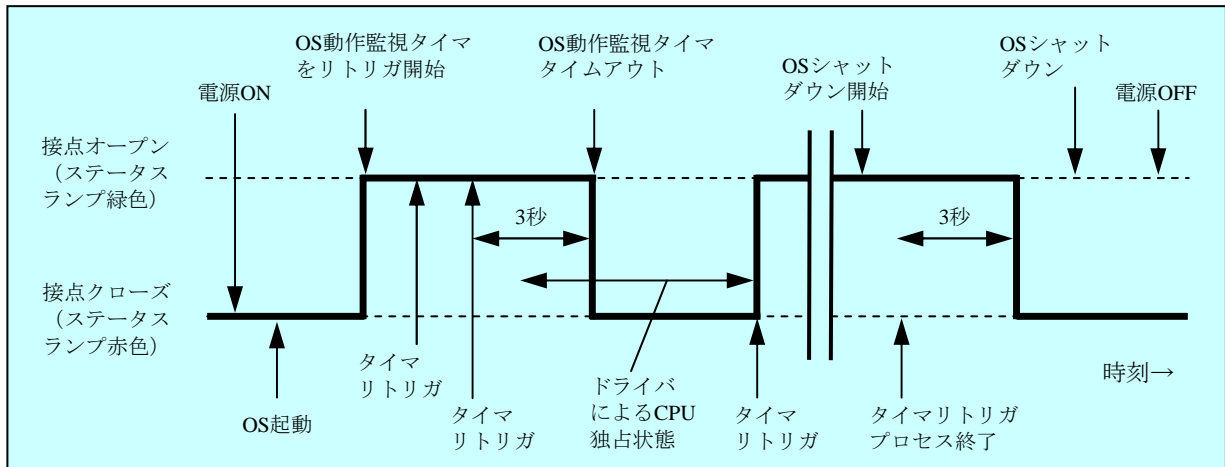 OS動作監視タイマ
をリトリガ開始
OS動作監視タイマ
タイムアウト
OSシャット
ダウン開始
OSシャット
ダウン
電源ON
電源OFF
接点オープン
（ステータス
ランプ緑色）
3秒
3秒
接点クローズ
（ステータス
ランプ赤色）
タイマ
リトリガ
時刻→
OS起動
タイマ
リトリガ
ドライバ
によるCPU
独占状態
タイマ
リトリガ
タイマリトリガ
プロセス終了